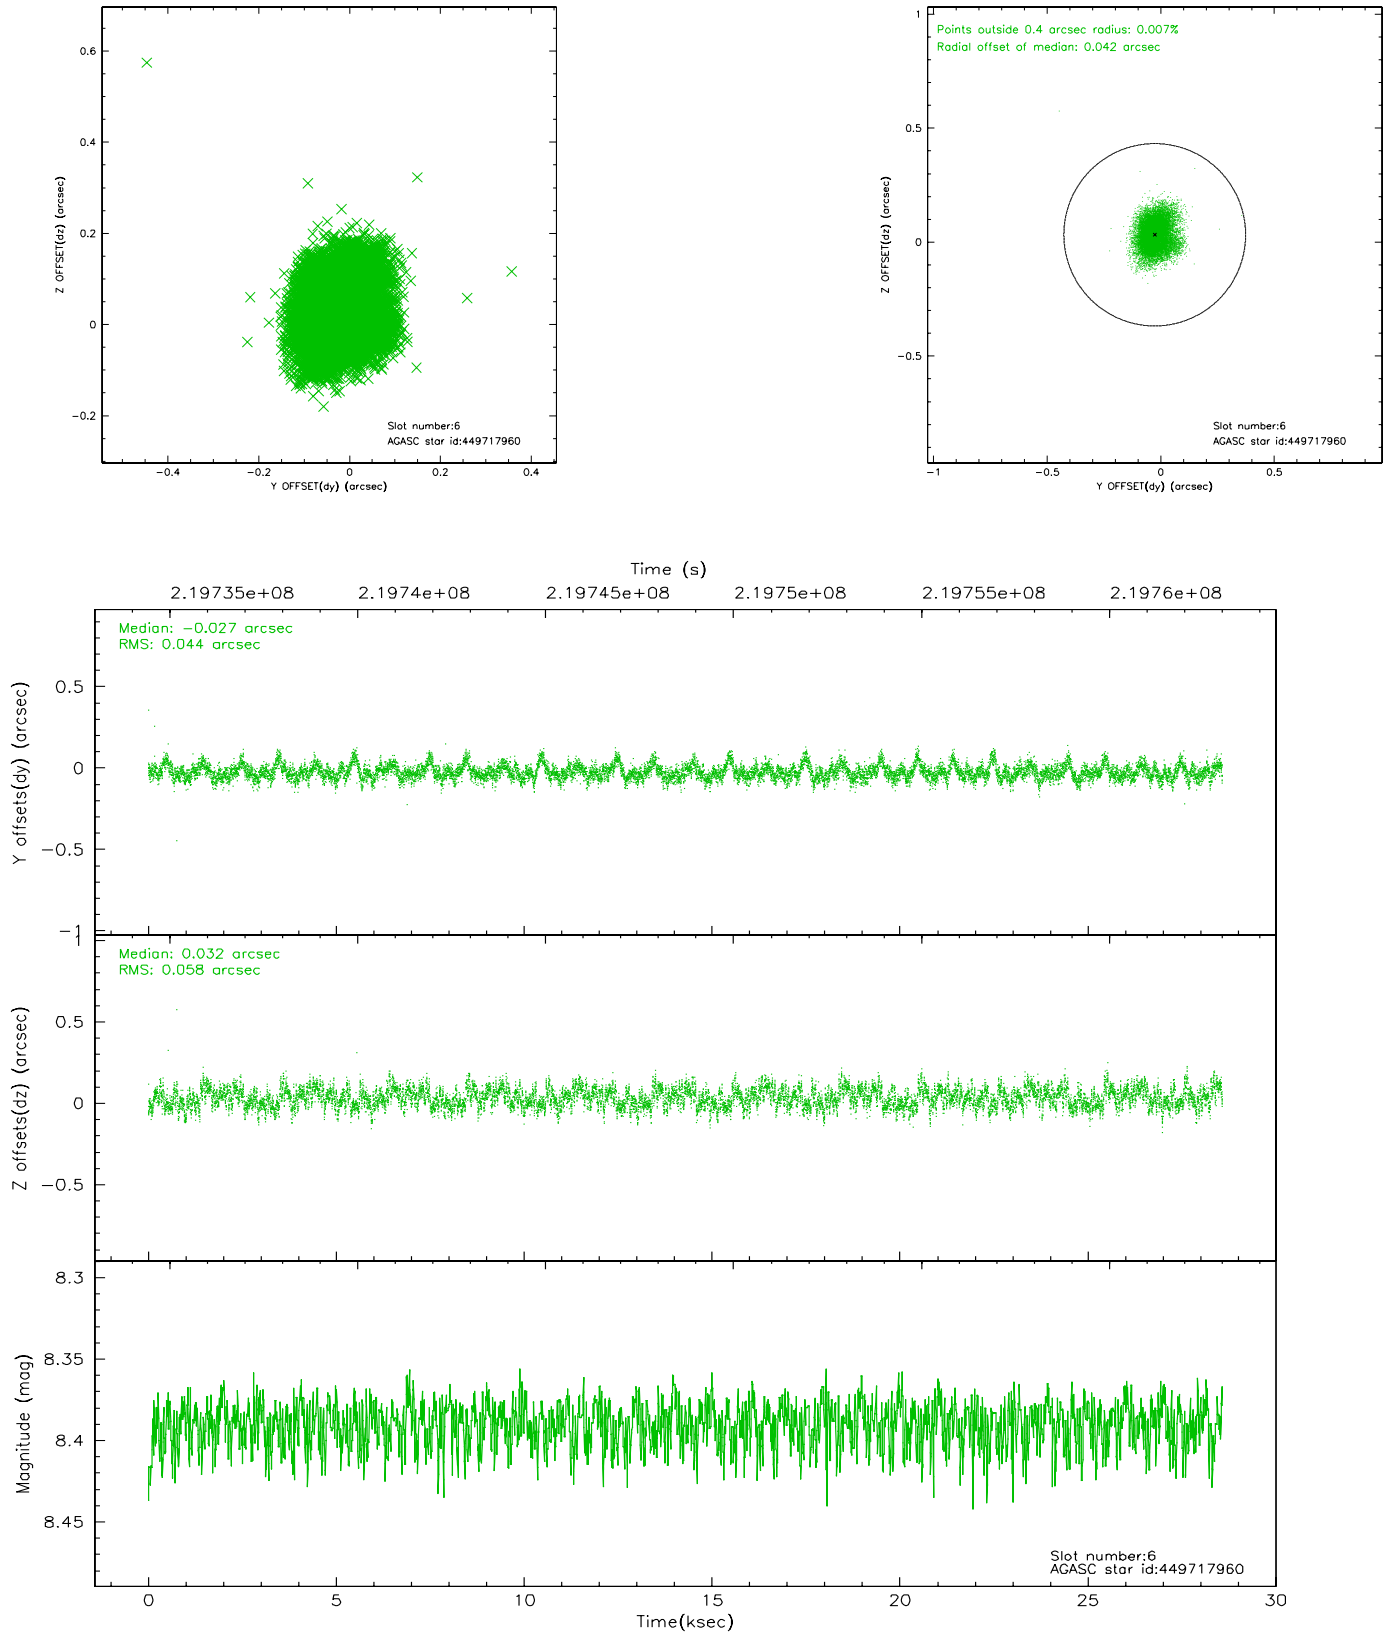 0.6
0.4
0.2
0
−0.2
Z OFFSET(dz) (arcsec)
Slot number:6
AGASC star id:449717960
−0.4 −0.2 0 0.2 0.4
Y OFFSET(dy) (arcsec)
Points outside 0.4 arcsec radius: 0.007%
Radial offset of median: 0.042 arcsec
1
0.5
0
−0.5
Z OFFSET(dz) (arcsec)
Slot number:6
AGASC star id:449717960
−1 −0.5 0 0.5
Y OFFSET(dy) (arcsec)
Time (s)
2.19735e+08 2.1974e+08 2.19745e+08 2.1975e+08 2.19755e+08 2.1976e+08
Median: −0.027 arcsec
RMS: 0.044 arcsec
0.5
0
−0.5
−1
Y offsets(dy) (arcsec)
Median: 0.032 arcsec
RMS: 0.058 arcsec
1
0.5
0
−0.5
Z offsets(dz) (arcsec)
8.3
8.35
8.4
8.45
Magnitude (mag)
Slot number:6
AGASC star id:449717960
0 5 10 15 20 25 30
Time(ksec)